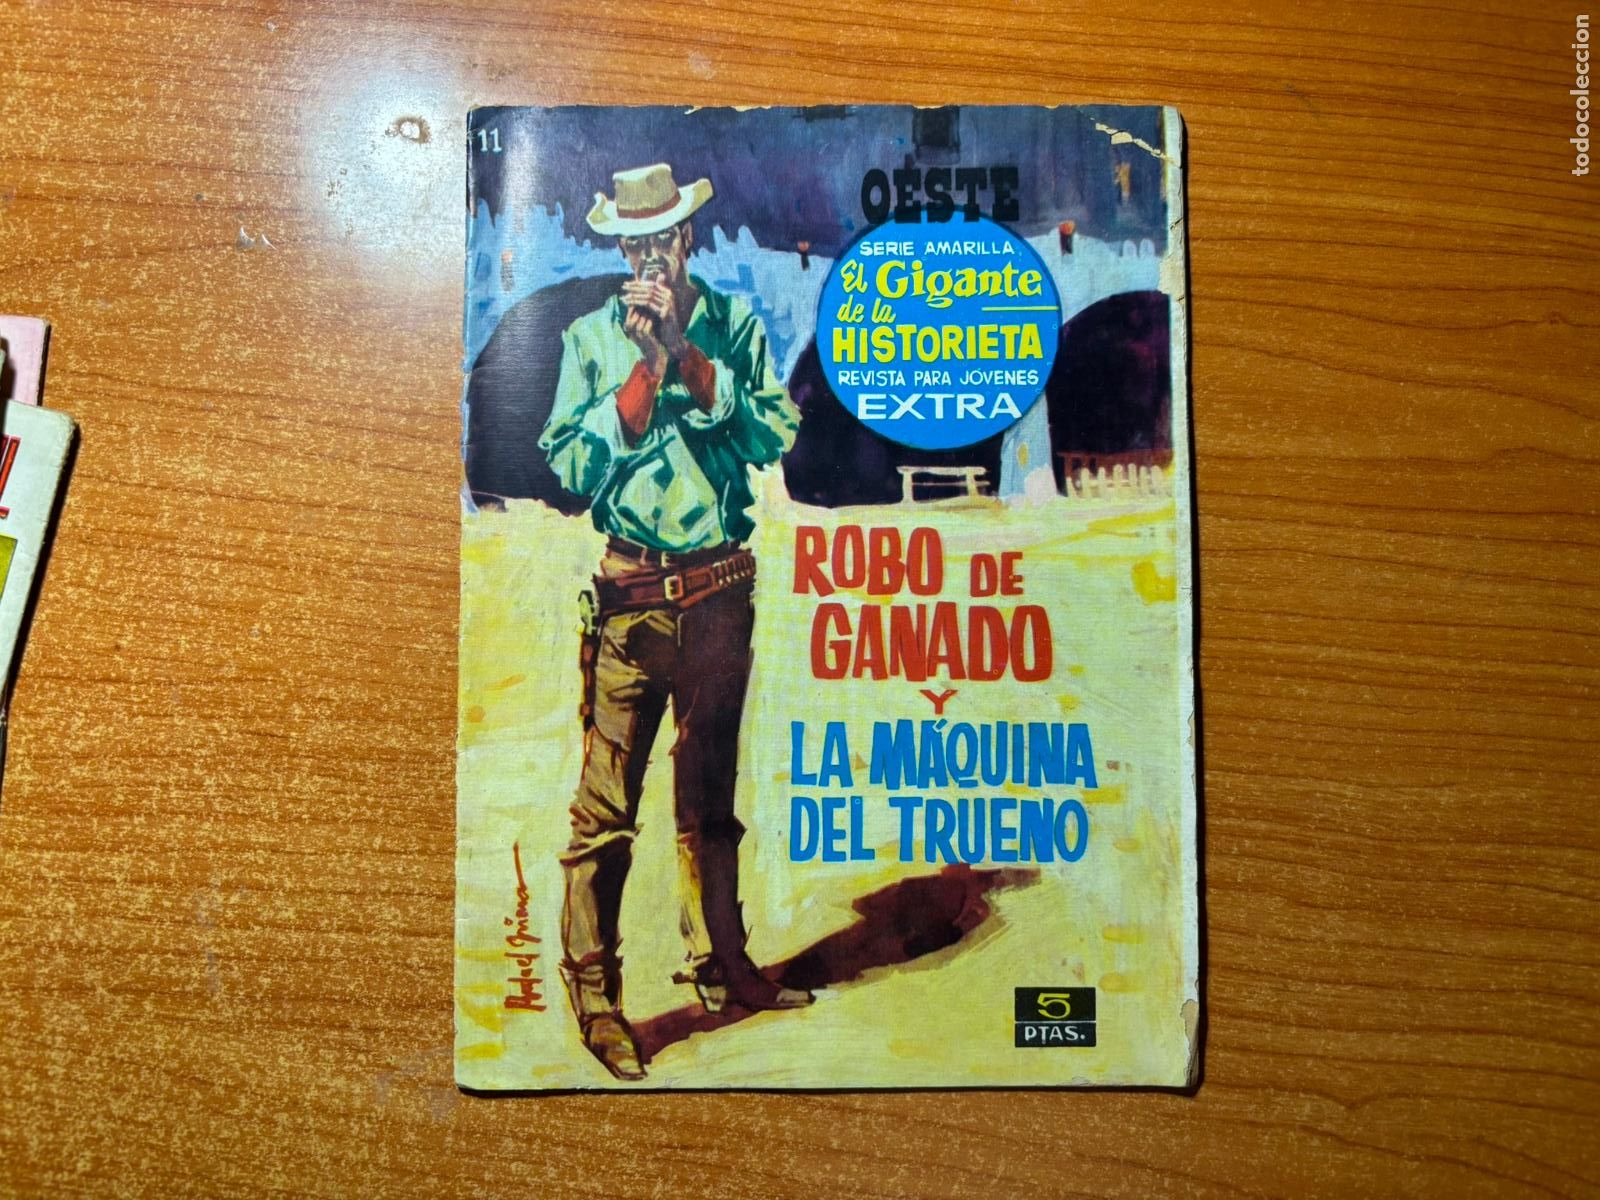 11
OESTE
SERIE AMARILLA
El Gigante
de la
HISTORIETA
REVISTA PARA JÓVENES
EXTRA
ROBO DE
GANADO
Y
LA MÁQUINA
DEL TRUENO
5
PTAS.
todocoleccion